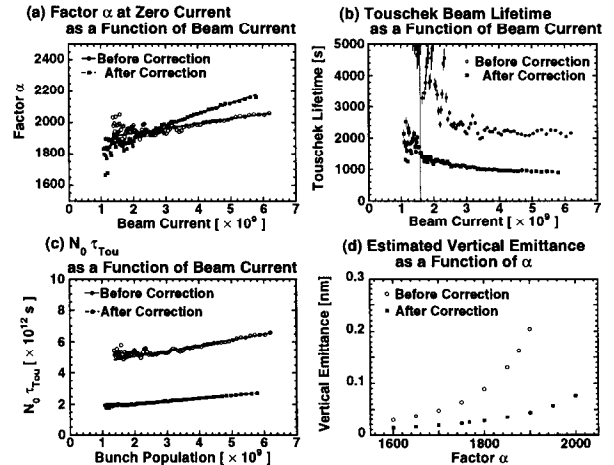 (a) Factor α at Zero Current
as a Function of Beam Current
Before Correction
After Correction
Factor α
2400
2200
2000
1800
1600
0 1 2 3 4 5 6 7
Beam Current [ × 10⁹ ]
(b) Touschek Beam Lifetime
as a Function of Beam Current
Before Correction
After Correction
Touschek Lifetime [s]
5000
4000
3000
2000
1000
0
0 1 2 3 4 5 6 7
Beam Current [ × 10⁹ ]
(c) N₀ τTou
as a Function of Beam Current
Before Correction
After Correction
N₀ τTou [ × 10¹² s ]
10
8
6
4
2
0
0 1 2 3 4 5 6 7
Bunch Population [ × 10⁹ ]
(d) Estimated Vertical Emittance
as a Function of α
Before Correction
After Correction
Vertical Emittance [nm]
0.3
0.2
0.1
0
1600 1800 2000
Factor α